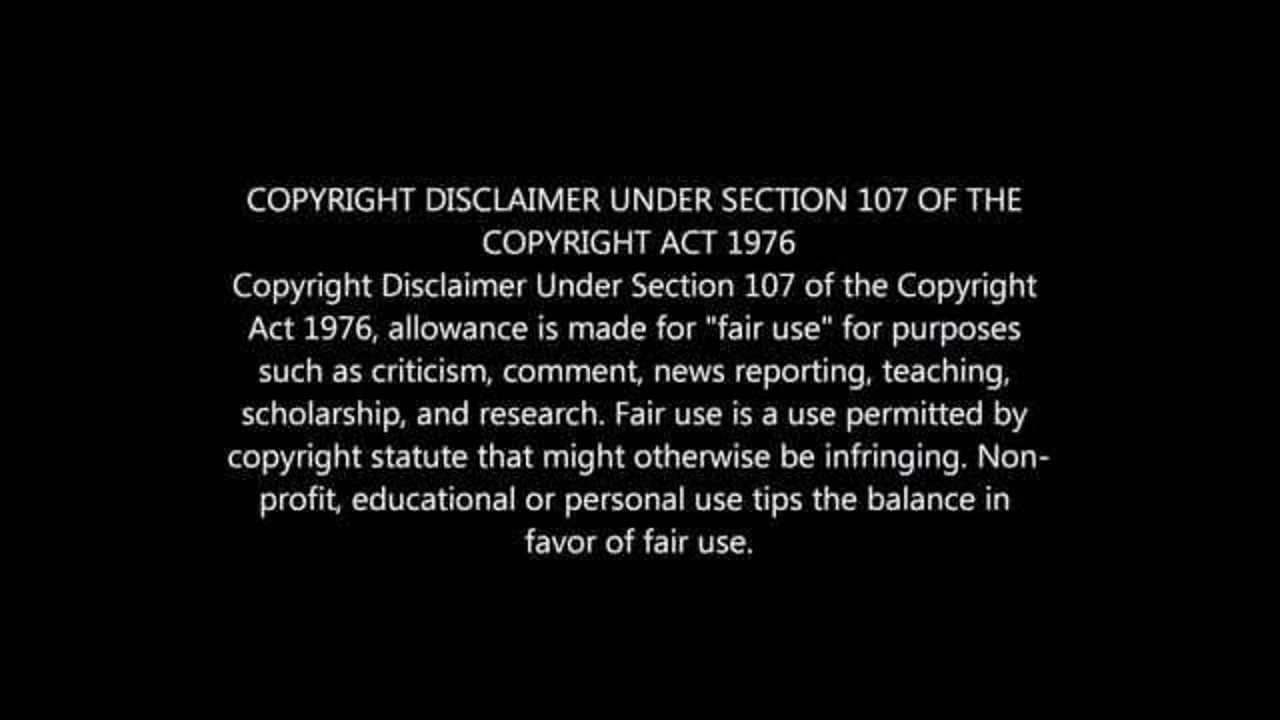 COPYRIGHT DISCLAIMER UNDER SECTION 107 OF THE
COPYRIGHT ACT 1976
Copyright Disclaimer Under Section 107 of the Copyright
Act 1976, allowance is made for "fair use" for purposes
such as criticism, comment, news reporting, teaching,
scholarship, and research. Fair use is a use permitted by
copyright statute that might otherwise be infringing. Non-
profit, educational or personal use tips the balance in
favor of fair use.